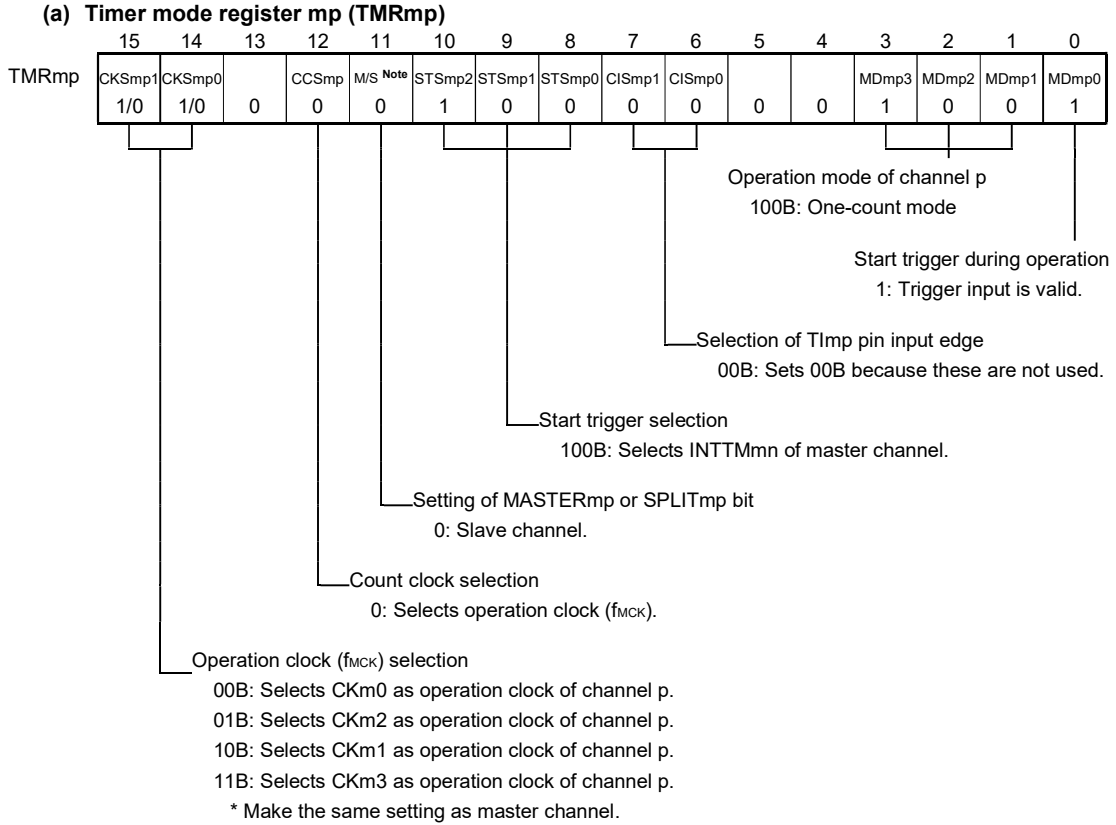 (a) Timer mode register mp (TMRmp)
15 14 13 12 11 10 9 8 7 6 5 4 3 2 1 0
TMRmp CKSmp1 CKSmp0 CCSmp M/S Note STSmp2 STSmp1 STSmp0 CISmp1 CISmp0 MDmp3 MDmp2 MDmp1 MDmp0
1/0 1/0 0 0 0 1 0 0 0 0 0 0 1 0 0 1
Operation mode of channel p
100B: One-count mode
Start trigger during operation
1: Trigger input is valid.
Selection of TImp pin input edge
00B: Sets 00B because these are not used.
Start trigger selection
100B: Selects INTTMmn of master channel.
Setting of MASTERmp or SPLITmp bit
0: Slave channel.
Count clock selection
0: Selects operation clock (fMCK).
Operation clock (fMCK) selection
00B: Selects CKm0 as operation clock of channel p.
01B: Selects CKm2 as operation clock of channel p.
10B: Selects CKm1 as operation clock of channel p.
11B: Selects CKm3 as operation clock of channel p.
* Make the same setting as master channel.